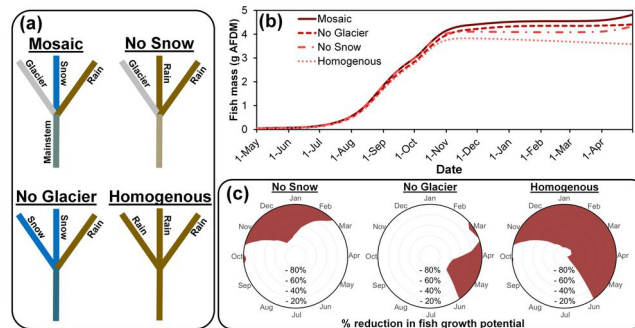 (a)
Mosaic
No Snow
Glacier
Snow
Rain
Mainstem
Glacier
Rain
Rain
No Glacier
Homogenous
Snow
Snow
Rain
Rain
Rain
Rain
(b)
Fish mass (g AFDM)
5
4
3
2
1
0
Mosaic
No Glacier
No Snow
Homogenous
1-May
1-Jun
1-Jul
1-Aug
1-Sep
1-Oct
1-Nov
1-Dec
1-Jan
1-Feb
1-Mar
1-Apr
Date
(c)
No Snow
No Glacier
Homogenous
Jan
Feb
Mar
Apr
May
Jun
Jul
Aug
Sep
Oct
Nov
Dec
- 80%
- 60%
- 40%
- 20%
Jan
Feb
Mar
Apr
May
Jun
Jul
Aug
Sep
Oct
Nov
Dec
- 80%
- 60%
- 40%
- 20%
Jan
Feb
Mar
Apr
May
Jun
Jul
Aug
Sep
Oct
Nov
Dec
- 80%
- 60%
- 40%
- 20%
% reduction in fish growth potential